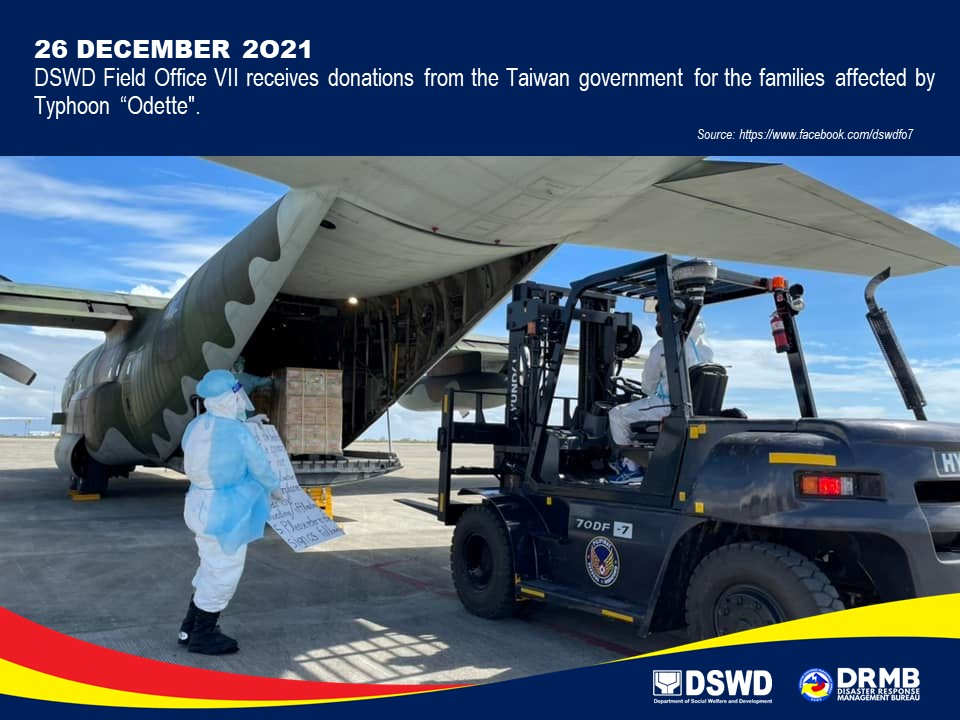 26 DECEMBER 2O21
DSWD Field Office VII receives donations from the Taiwan government for the families affected by
Typhoon “Odette".
Source: https://www.facebook.com/dswdfo7
70DF -7
HY
DSWD
Department of Social Welfare and Development
DRMB
DISASTER RESPONSE
MANAGEMENT BUREAU